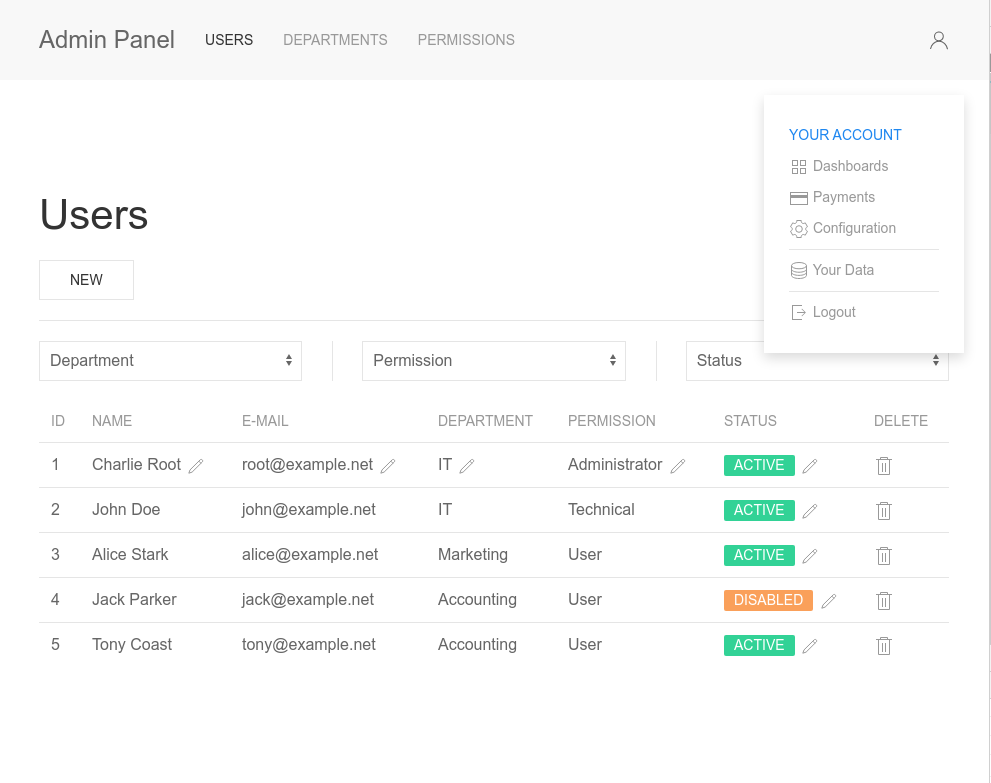 Admin Panel USERS DEPARTMENTS PERMISSIONS
YOUR ACCOUNT
Dashboards
Payments
Configuration
Your Data
Logout
Users
NEW
Department Permission Status
ID NAME E-MAIL DEPARTMENT PERMISSION STATUS DELETE
1 Charlie Root root@example.net IT Administrator ACTIVE
2 John Doe john@example.net IT Technical ACTIVE
3 Alice Stark alice@example.net Marketing User ACTIVE
4 Jack Parker jack@example.net Accounting User DISABLED
5 Tony Coast tony@example.net Accounting User ACTIVE